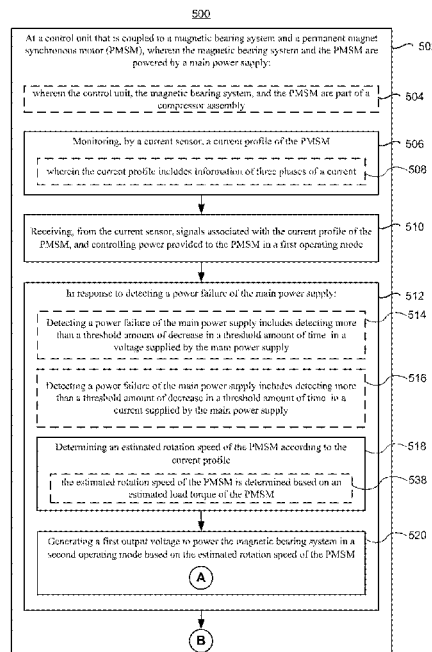 500
At a control unit that is coupled to a magnetic bearing system and a permanent magnet
synchronous motor (PMSM), wherein the magnetic bearing system and the PMSM are
powered by a main power supply:
502
wherein the control unit, the magnetic bearing system, and the PMSM are part of a
compressor assembly
504
Monitoring, by a current sensor, a current profile of the PMSM
506
wherein the current profile includes information of three phases of a current
508
Receiving, from the current sensor, signals associated with the current profile of the
PMSM, and controlling power provided to the PMSM in a first operating mode
510
In response to detecting a power failure of the main power supply:
512
Detecting a power failure of the main power supply includes detecting more
than a threshold amount of decrease in a threshold amount of time in a
voltage supplied by the main power supply
514
Detecting a power failure of the main power supply includes detecting more
than a threshold amount of decrease in a threshold amount of time in a
current supplied by the main power supply
516
Determining an estimated rotation speed of the PMSM according to the
current profile
518
the estimated rotation speed of the PMSM is determined based on an
estimated load torque of the PMSM
538
Generating a first output voltage to power the magnetic bearing system in a
second operating mode based on the estimated rotation speed of the PMSM
520
A
B